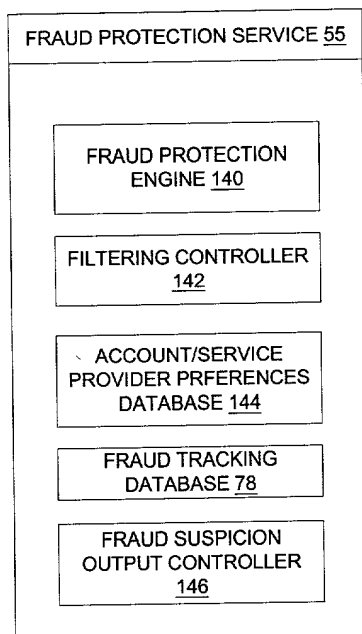 FRAUD PROTECTION SERVICE 55
FRAUD PROTECTION
ENGINE 140
FILTERING CONTROLLER
142
ACCOUNT/SERVICE
PROVIDER PRFERENCES
DATABASE 144
FRAUD TRACKING
DATABASE 78
FRAUD SUSPICION
OUTPUT CONTROLLER
146